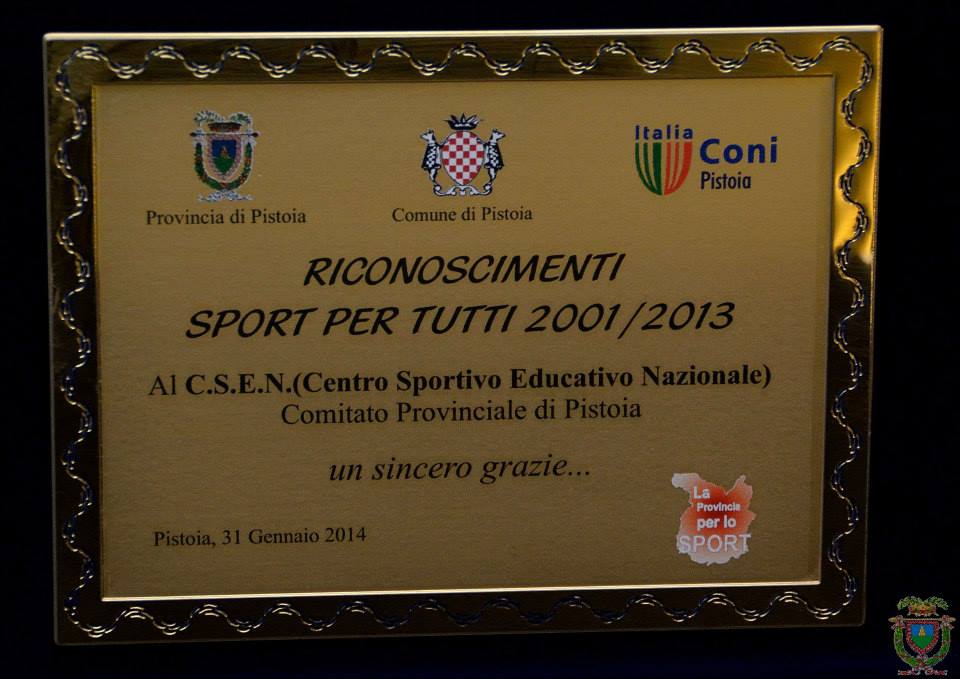 Provincia di Pistoia
Comune di Pistoia
Italia
Coni
Pistoia
RICONOSCIMENTI
SPORT PER TUTTI 2001/2013
Al C.S.E.N.(Centro Sportivo Educativo Nazionale)
Comitato Provinciale di Pistoia
un sincero grazie...
Pistoia, 31 Gennaio 2014
La
Provincia
per lo
SPORT